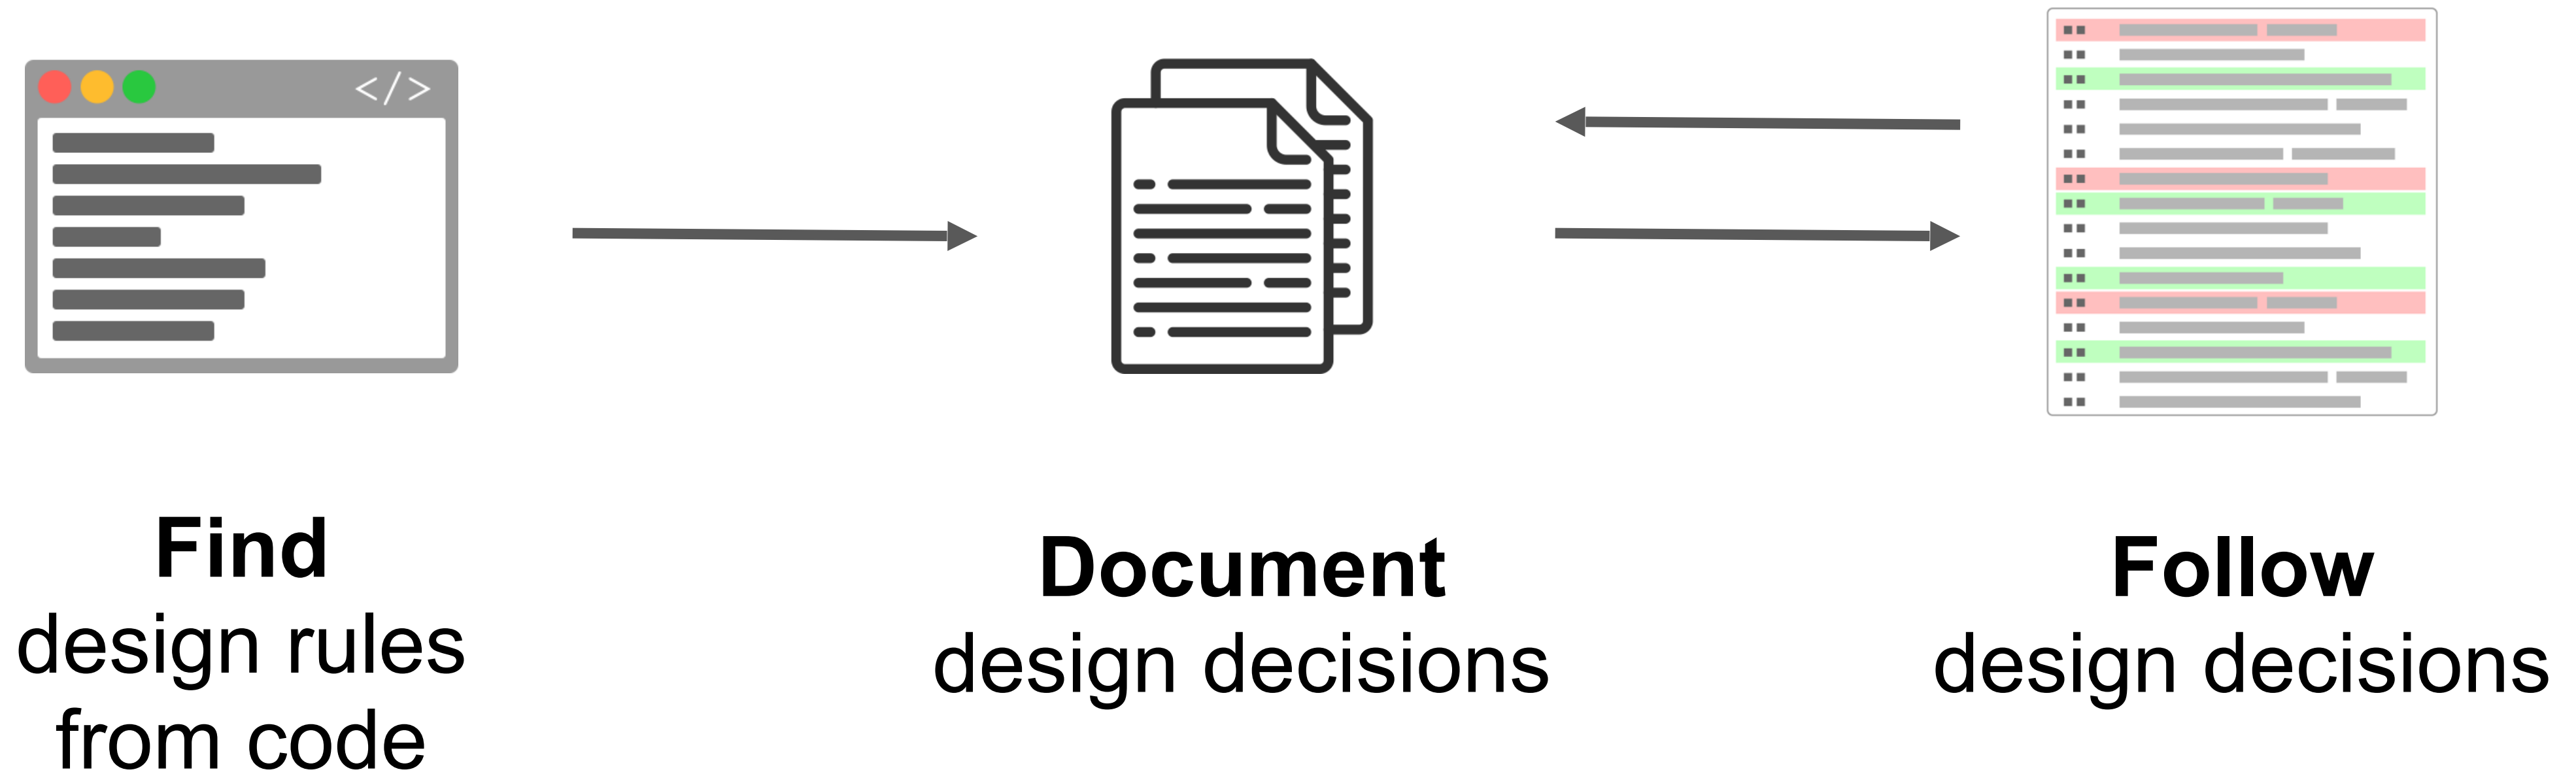 </>
Find
design rules
from code
Document
design decisions
Follow
design decisions